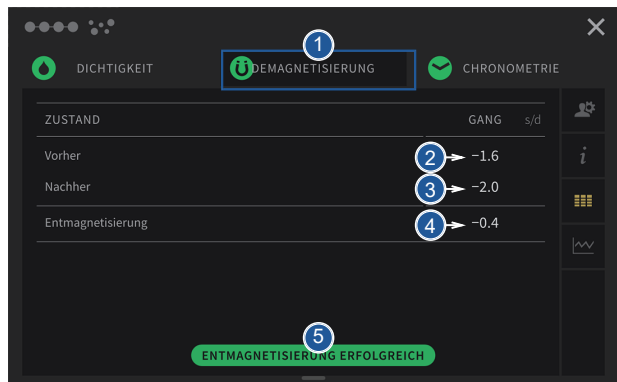 1
DICHTIGKEIT DEMAGNETISIERUNG CHRONOMETRIE
ZUSTAND GANG s/d
Vorher 2 −1.6
Nachher 3 −2.0
Entmagnetisierung 4 −0.4
i
5
ENTMAGNETISIERUNG ERFOLGREICH